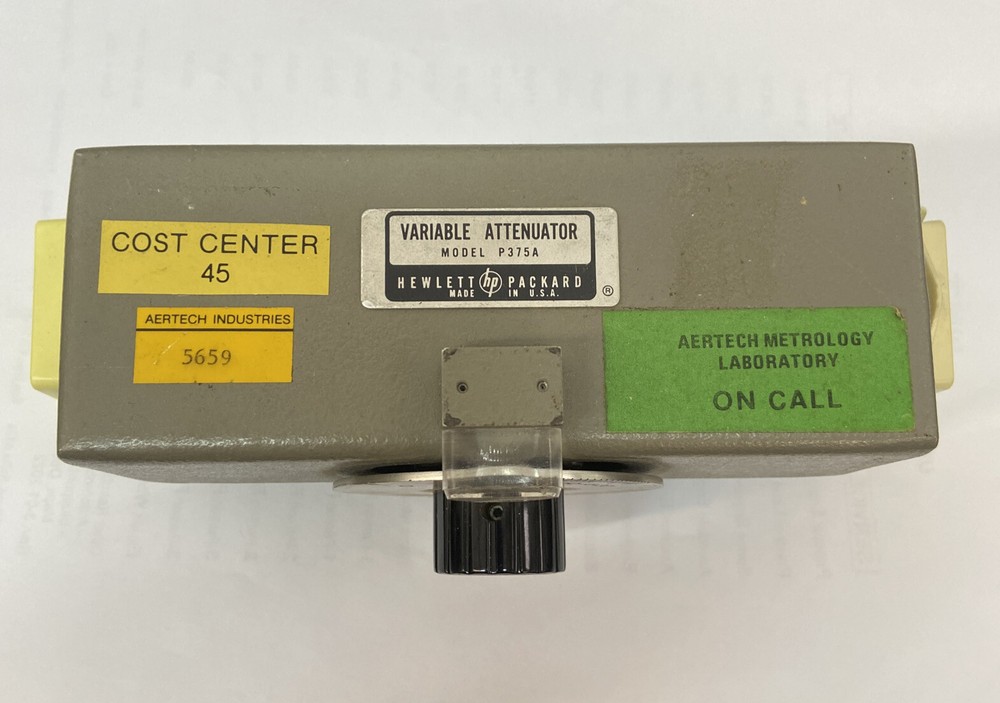 COST CENTER
45
AERTECH INDUSTRIES
5659
VARIABLE ATTENUATOR
MODEL P375A
HEWLETT hp PACKARD
MADE IN U.S.A.
®
AERTECH METROLOGY
LABORATORY
ON CALL